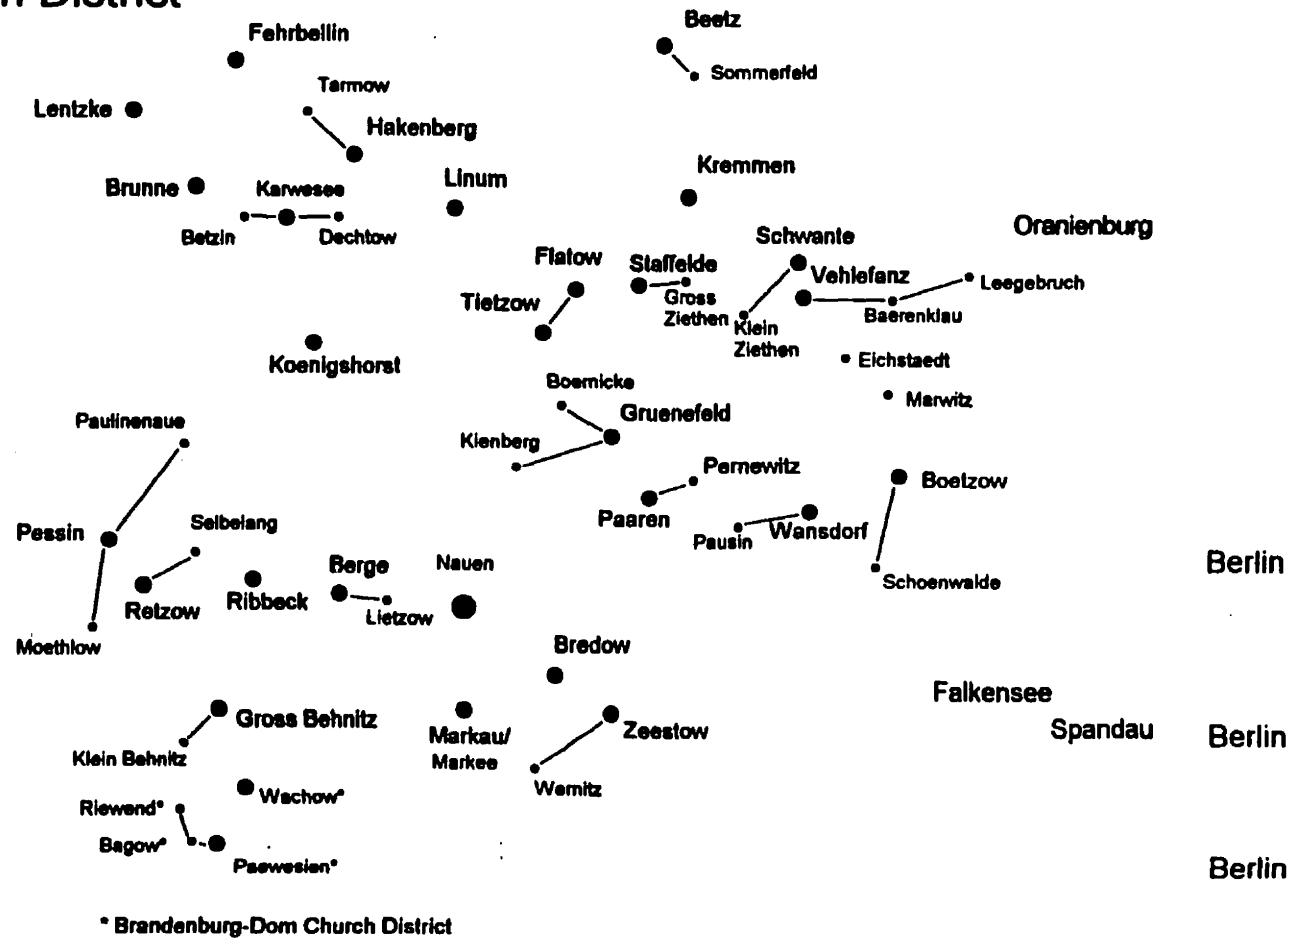 District
Fehrbellin
Beetz
Sommerfeld
Tarmow
Lentzke
Hakenberg
Kremmen
Brunne
Karwesee
Linum
Betzin
Dechtow
Oranienburg
Schwante
Flatow
Staffelde
Vehlefanz
Leegebruch
Tietzow
Gross
Ziethen
Baerenklau
Klein
Ziethen
Koenigshorst
Eichstaedt
Boernicke
Marwitz
Paulinenaue
Gruenefeld
Kienberg
Pernewitz
Boetzow
Paaren
Pessin
Selbelang
Pausin
Wansdorf
Berge
Nauen
Berlin
Schoenwalde
Retzow
Ribbeck
Lietzow
Moethlow
Bredow
Falkensee
Gross Behnitz
Markau/
Markee
Zeestow
Spandau
Berlin
Klein Behnitz
Wernitz
Wachow*
Riewend*
Bagow*
Paewesien*
Berlin
* Brandenburg-Dom Church District